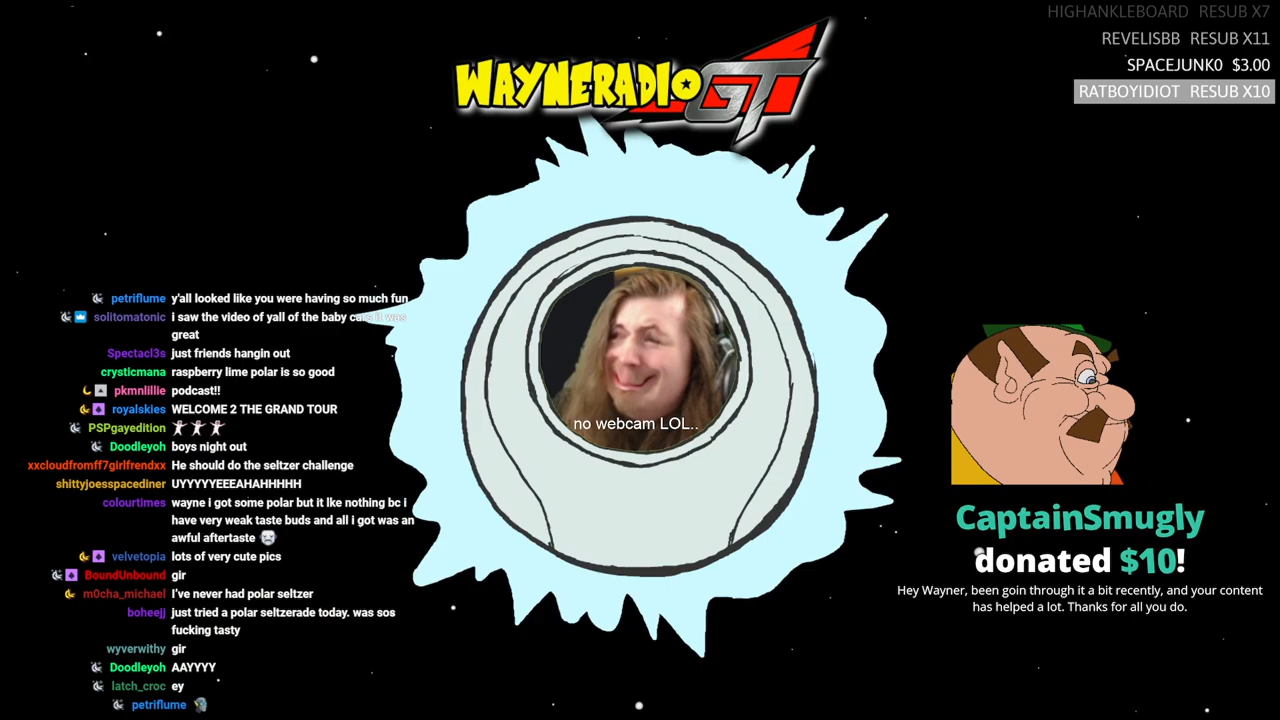 HIGHANKLEBOARD RESUB X7
REVELISBB RESUB X11
SPACEJUNK0 $3.00
RATBOYIDIOT RESUB X10
WAYNERADIO GT
petriflume y'all looked like you were having so much fun
solitomatonic i saw the video of yall of the baby cats it was
great
Spectacl3s just friends hangin out
crysticmana raspberry lime polar is so good
pkmnlillie podcast!!
royalskies WELCOME 2 THE GRAND TOUR
PSPgayedition
Doodleyoh boys night out
xxcloudfromff7girlfrendxx He should do the seltzer challenge
shittyjoesspacediner UYYYYYEEEAHAHHHHH
colourtimes wayne i got some polar but it lke nothing bc i
have very weak taste buds and all i got was an
awful aftertaste
velvetopia lots of very cute pics
BoundUnbound gir
m0cha_michael I've never had polar seltzer
boheejj just tried a polar seltzerade today. was sos
fucking tasty
wyverwithy gir
Doodleyoh AAYYYY
latch_croc ey
petriflume
no webcam LOL..
CaptainSmugly
donated $10!
Hey Wayner, been goin through it a bit recently, and your content
has helped a lot. Thanks for all you do.